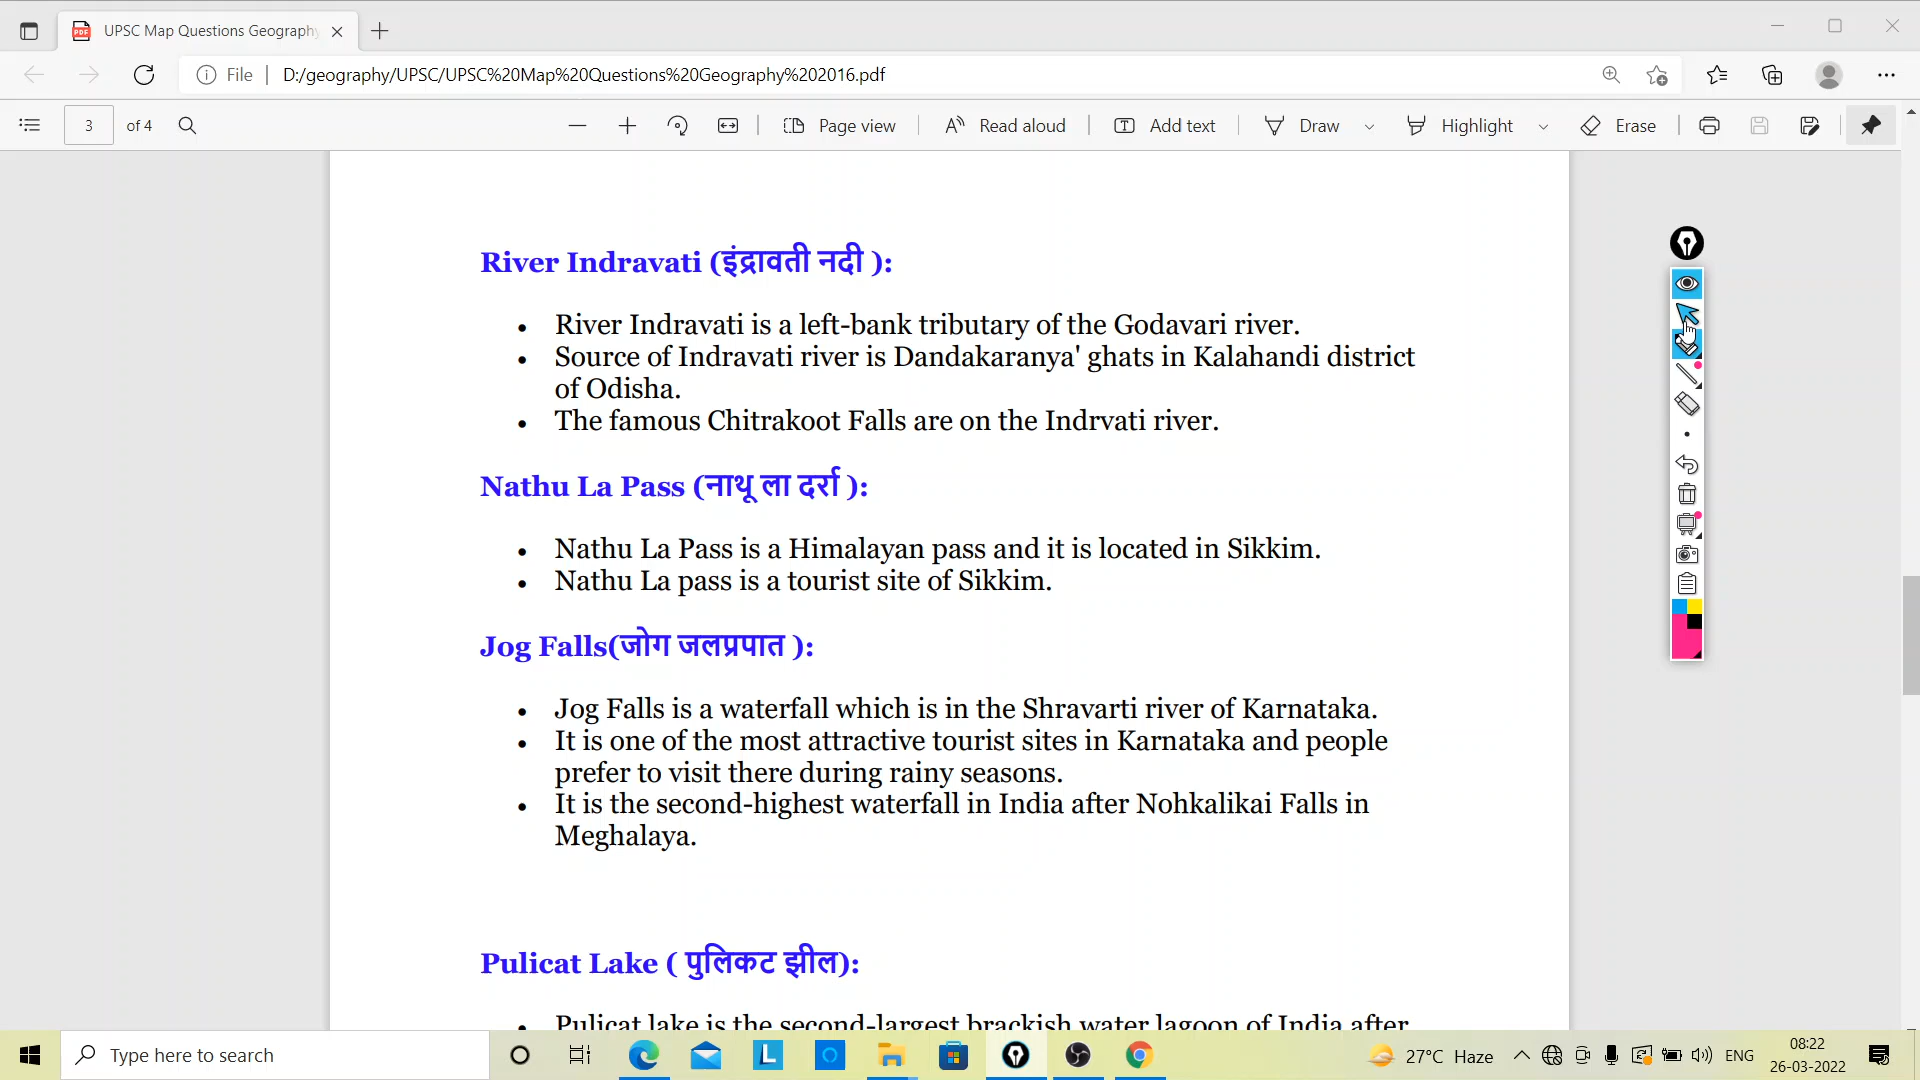 UPSC Map Questions Geography
File
D:/geography/UPSC/UPSC%20Map%20Questions%20Geography%202016.pdf
3 of 4
Page view
Read aloud
Add text
Draw
Highlight
Erase
River Indravati (इंद्रावती नदी ):
• River Indravati is a left-bank tributary of the Godavari river.
• Source of Indravati river is Dandakaranya' ghats in Kalahandi district
of Odisha.
• The famous Chitrakoot Falls are on the Indrvati river.
Nathu La Pass (नाथू ला दर्रा ):
• Nathu La Pass is a Himalayan pass and it is located in Sikkim.
• Nathu La pass is a tourist site of Sikkim.
Jog Falls(जोग जलप्रपात ):
• Jog Falls is a waterfall which is in the Shravarti river of Karnataka.
• It is one of the most attractive tourist sites in Karnataka and people
prefer to visit there during rainy seasons.
• It is the second-highest waterfall in India after Nohkalikai Falls in
Meghalaya.
Pulicat Lake ( पुलिकट झील):
• Pulicat lake is the second-largest brackish water lagoon of India after
Type here to search
27°C Haze
ENG
08:22
26-03-2022